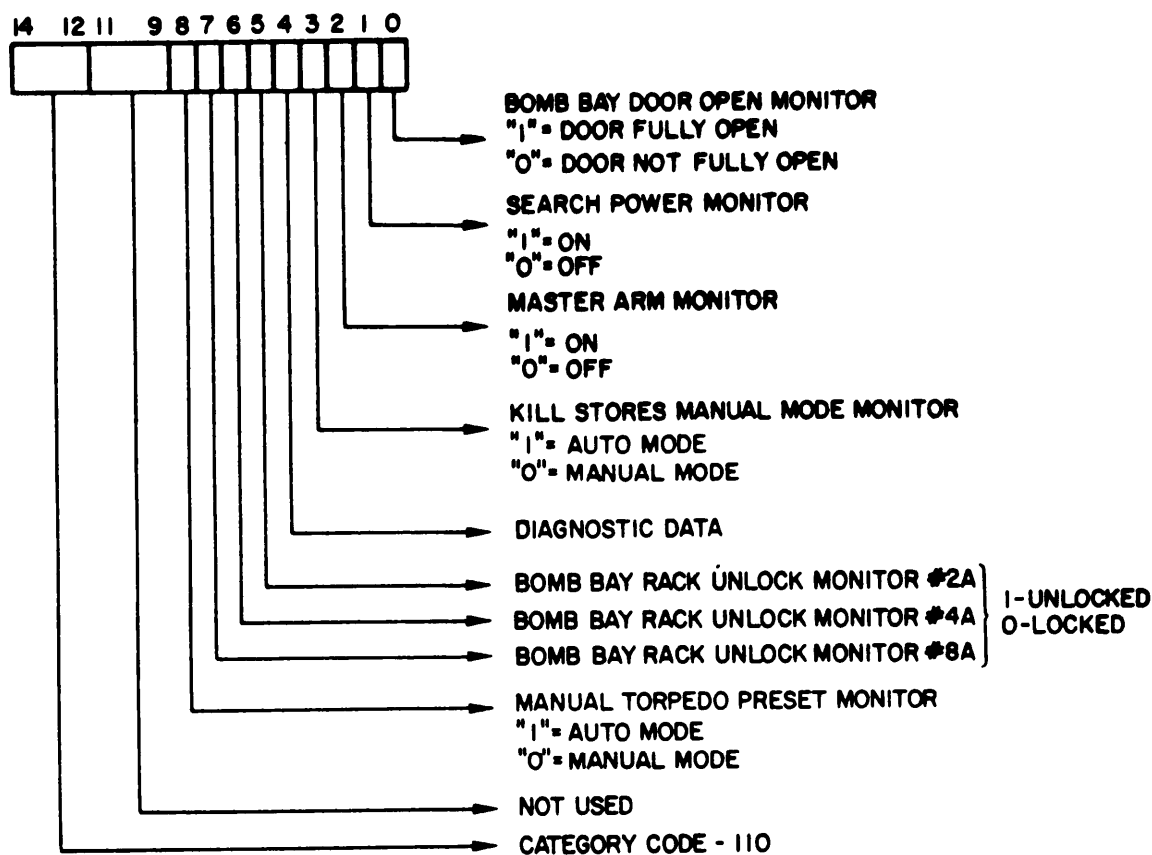 14 12 11 9 8 7 6 5 4 3 2 1 0
BOMB BAY DOOR OPEN MONITOR
"1"= DOOR FULLY OPEN
"0"= DOOR NOT FULLY OPEN
SEARCH POWER MONITOR
"1"= ON
"0"= OFF
MASTER ARM MONITOR
"1"= ON
"0"= OFF
KILL STORES MANUAL MODE MONITOR
"1"= AUTO MODE
"0"= MANUAL MODE
DIAGNOSTIC DATA
BOMB BAY RACK UNLOCK MONITOR #2A
BOMB BAY RACK UNLOCK MONITOR #4A
BOMB BAY RACK UNLOCK MONITOR #8A
1-UNLOCKED
0-LOCKED
MANUAL TORPEDO PRESET MONITOR
"1"= AUTO MODE
"0"= MANUAL MODE
NOT USED
CATEGORY CODE - 110